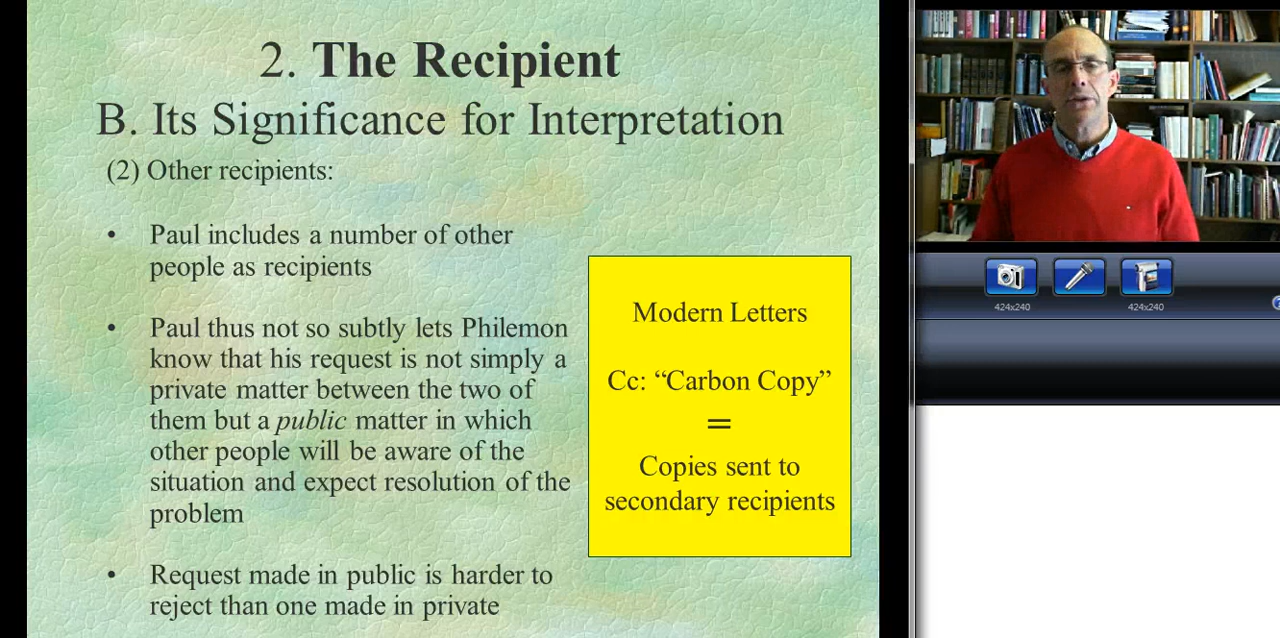 2. The Recipient
B. Its Significance for Interpretation
(2) Other recipients:
• Paul includes a number of other
people as recipients
• Paul thus not so subtly lets Philemon
know that his request is not simply a
private matter between the two of
them but a public matter in which
other people will be aware of the
situation and expect resolution of the
problem
• Request made in public is harder to
reject than one made in private
Modern Letters
Cc: “Carbon Copy”
=
Copies sent to
secondary recipients
424x240
424x240